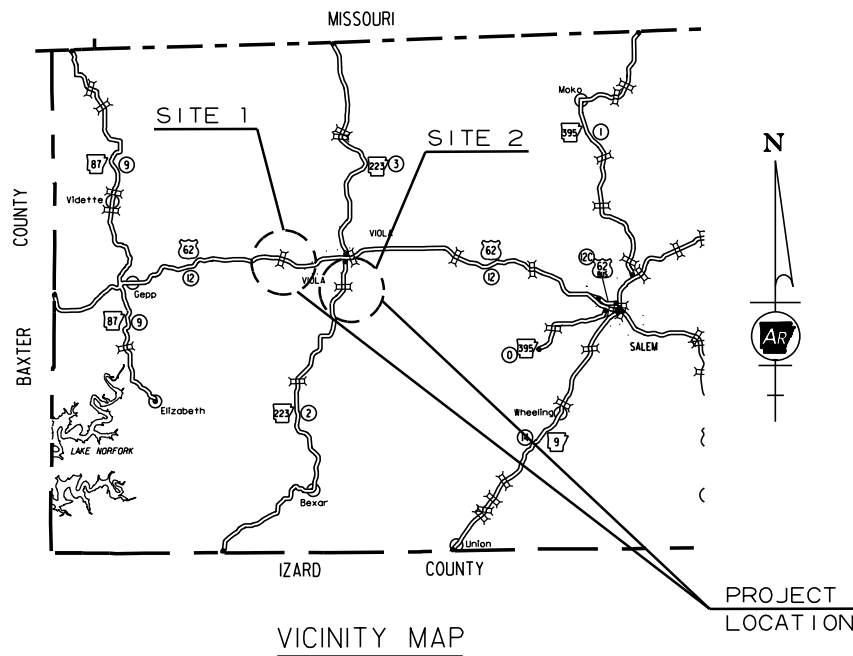 MISSOURI
Moko
SITE 1
395
1
SITE 2
N
87
9
223
3
Vidette
COUNTY
VIOLA
62
12
62
12
12C
62
BUS
VIOLA
Gepp
AR
87
9
395
0
SALEM
BAXTER
Elizabeth
223
2
Wheeling
14
9
LAKE NORFORK
Bexar
Union
IZARD COUNTY
PROJECT
LOCATION
VICINITY MAP